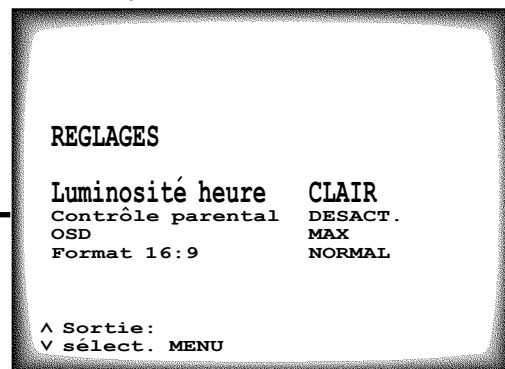 REGLAGES
Luminosité heure CLAIR
Contrôle parental DESACT.
OSD MAX
Format 16:9 NORMAL
∧ Sortie:
∨ sélect. MENU